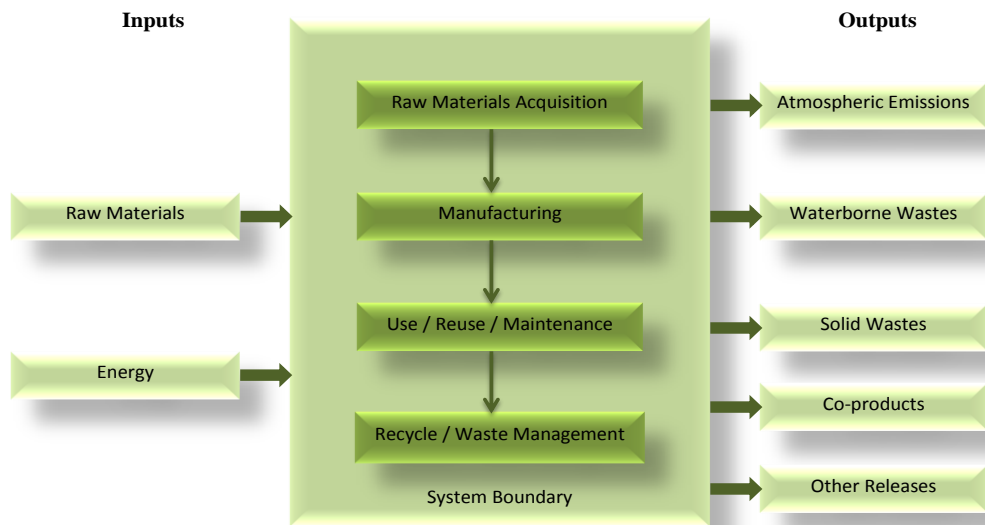 Inputs
Outputs
Raw Materials Acquisition
Atmospheric Emissions
Raw Materials
Manufacturing
Waterborne Wastes
Use / Reuse / Maintenance
Solid Wastes
Energy
Co-products
Recycle / Waste Management
Other Releases
System Boundary